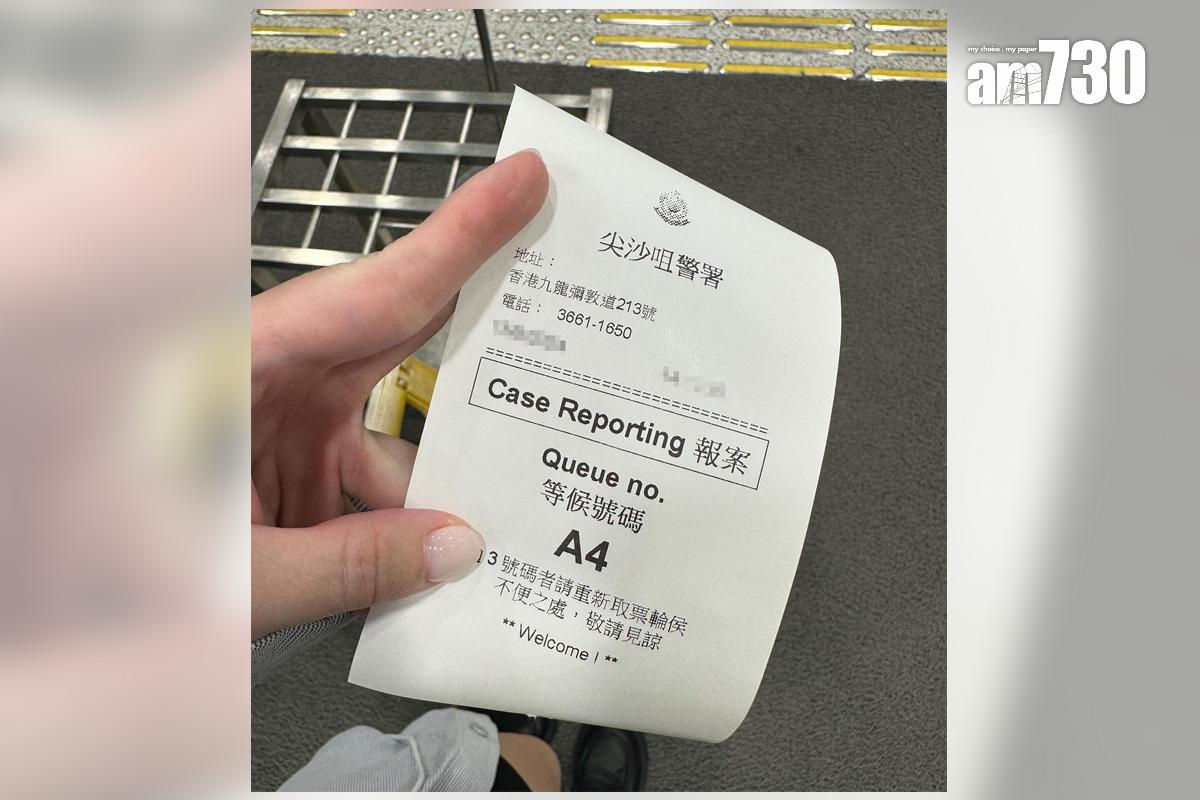 my choice . my paper
am730
尖沙咀警署
地址：
香港九龍彌敦道213號
電話： 3661-1650
Case Reporting 報案
Queue no.
等候號碼
A4
3 號碼者請重新取票輪侯
不便之處，敬請見諒
** Welcome ! **